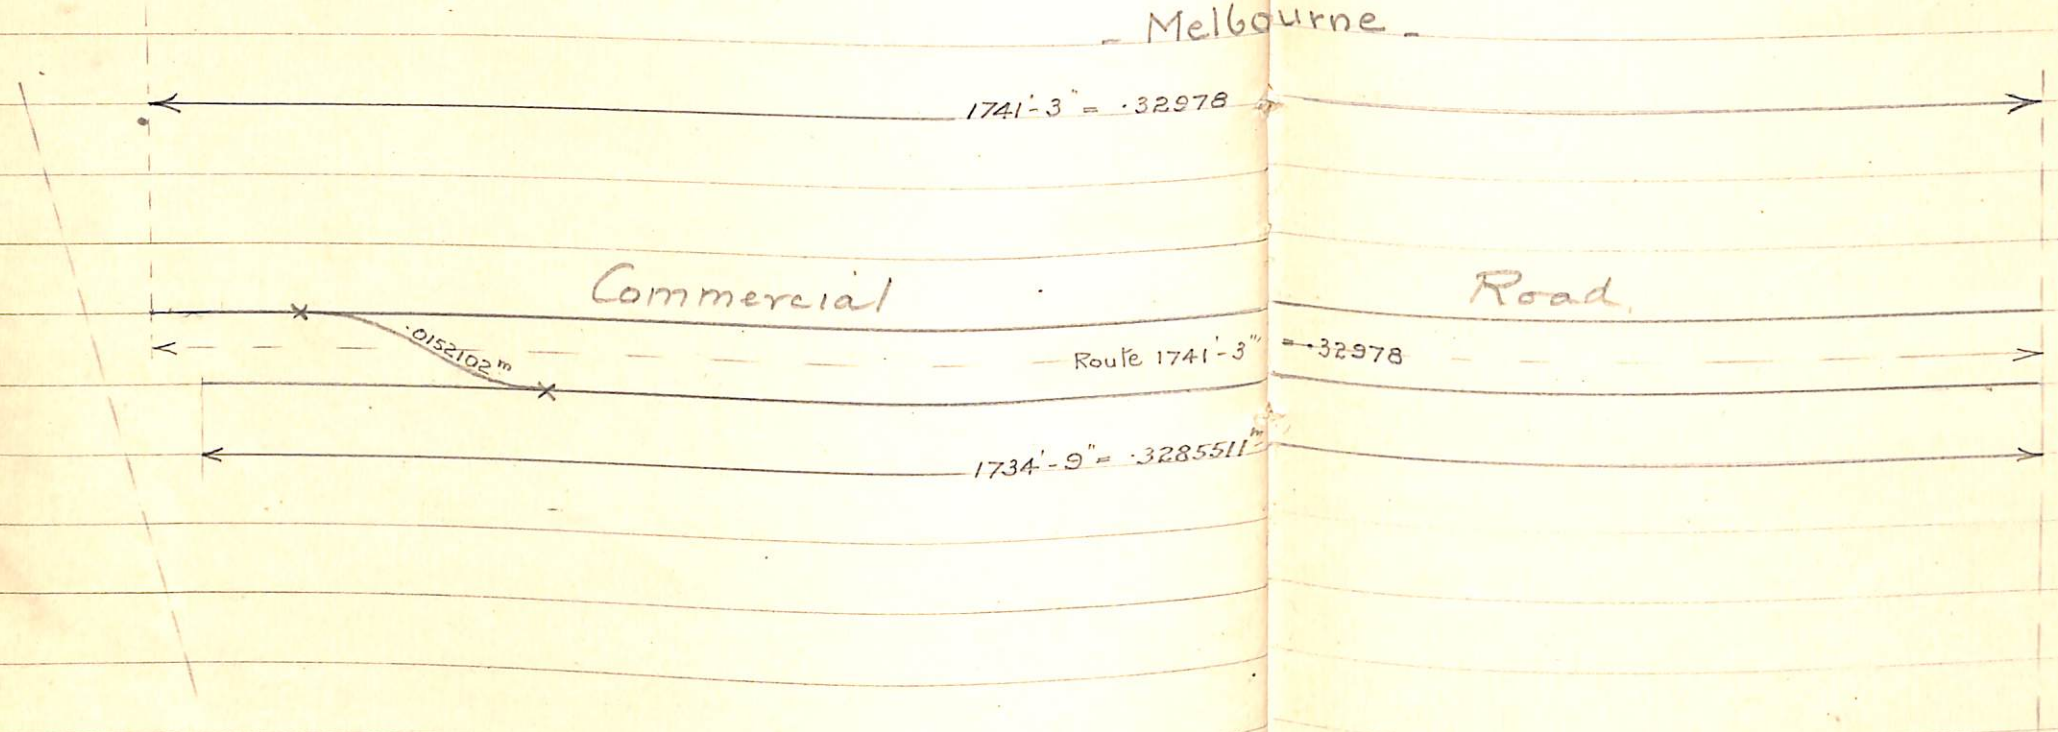 - Melbourne -
1741'-3" = .32978
Commercial Road.
.0152102 m
Route 1741'-3" = .32978
1734'-9" = .3285511 m